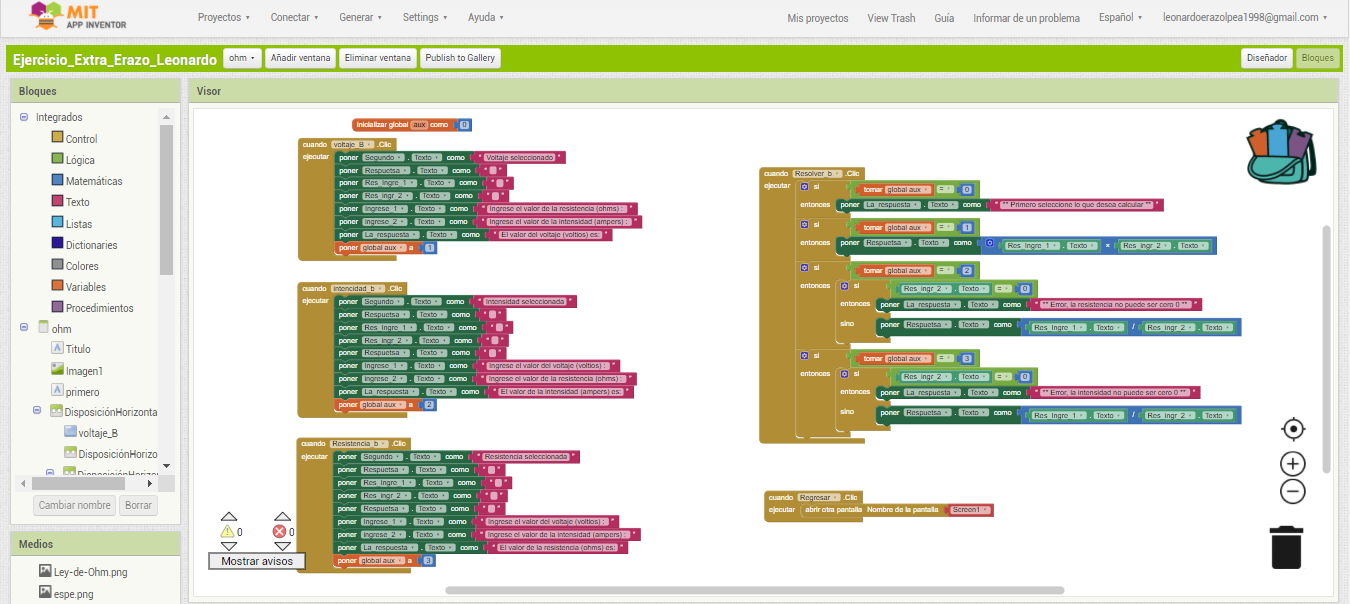 MIT
APP INVENTOR
Proyectos Conectar Generar Settings Ayuda Mis proyectos View Trash Guía Informar de un problema Español leonardoerazolpea1998@gmail.com
Ejercicio_Extra_Erazo_Leonardo ohm Añadir ventana Eliminar ventana Publish to Gallery Diseñador Bloques
Bloques
Integrados
Control
Lógica
Matemáticas
Texto
Listas
Dictionaries
Colores
Variables
Procedimientos
ohm
Titulo
Imagen1
primero
DisposiciónHorizonta
voltaje_B
DisposiciónHorizo
DisposiciónHorizo
Cambiar nombre Borrar
Medios
Ley-de-Ohm.png
espe.png
Visor
Inicializar global aux como 0
cuando voltaje_B .Clic
ejecutar poner Segundo . Texto como " Voltaje seleccionado "
poner Respuetsa . Texto como " "
poner Res_Ingre_1 . Texto como " "
poner Res_ingr_2 . Texto como " "
poner Ingrese_1 . Texto como " Ingrese el valor de la resistencia (ohms) : "
poner ingrese_2 . Texto como " Ingrese el valor de la intensidad (ampers) : "
poner La_respuesta . Texto como " El valor del voltaje (voltios) es: "
poner global aux a 1
cuando intencidad_b .Clic
ejecutar poner Segundo . Texto como " Intensidad seleccionada "
poner Respuetsa . Texto como " "
poner Res_Ingre_1 . Texto como " "
poner Res_ingr_2 . Texto como " "
poner Respuetsa . Texto como " "
poner Ingrese_1 . Texto como " Ingrese el valor del voltaje (voltios) : "
poner ingrese_2 . Texto como " Ingrese el valor de la resistencia (ohms) : "
poner La_respuesta . Texto como " El valor de la intensidad (ampers) es: "
poner global aux a 2
cuando Resistencia_b .Clic
ejecutar poner Segundo . Texto como " Resistencia seleccionada "
poner Respuetsa . Texto como " "
poner Res_Ingre_1 . Texto como " "
poner Res_ingr_2 . Texto como " "
poner Respuetsa . Texto como " "
poner Ingrese_1 . Texto como " Ingrese el valor del voltaje (voltios) : "
poner ingrese_2 . Texto como " Ingrese el valor de la intensidad (ampers) : "
poner La_respuesta . Texto como " El valor de la resistencia (ohms) es: "
poner global aux a 3
cuando Resolver_b .Clic
ejecutar si tomar global aux = 0
entonces poner La_respuesta . Texto como " ** Primero seleccione lo que desea calcular ** "
si tomar global aux = 1
entonces poner Respuetsa . Texto como Res_Ingre_1 . Texto × Res_ingr_2 . Texto
si tomar global aux = 2
entonces si Res_ingr_2 . Texto = 0
entonces poner La_respuesta . Texto como " ** Error, la resistencia no puede ser cero 0 ** "
sino poner Respuetsa . Texto como Res_Ingre_1 . Texto / Res_ingr_2 . Texto
si tomar global aux = 3
entonces si Res_ingr_2 . Texto = 0
entonces poner La_respuesta . Texto como " ** Error, la intensidad no puede ser cero 0 ** "
sino poner Respuetsa . Texto como Res_Ingre_1 . Texto / Res_ingr_2 . Texto
cuando Regresar .Clic
ejecutar abrir otra pantalla Nombre de la pantalla Screen1
0 0
Mostrar avisos